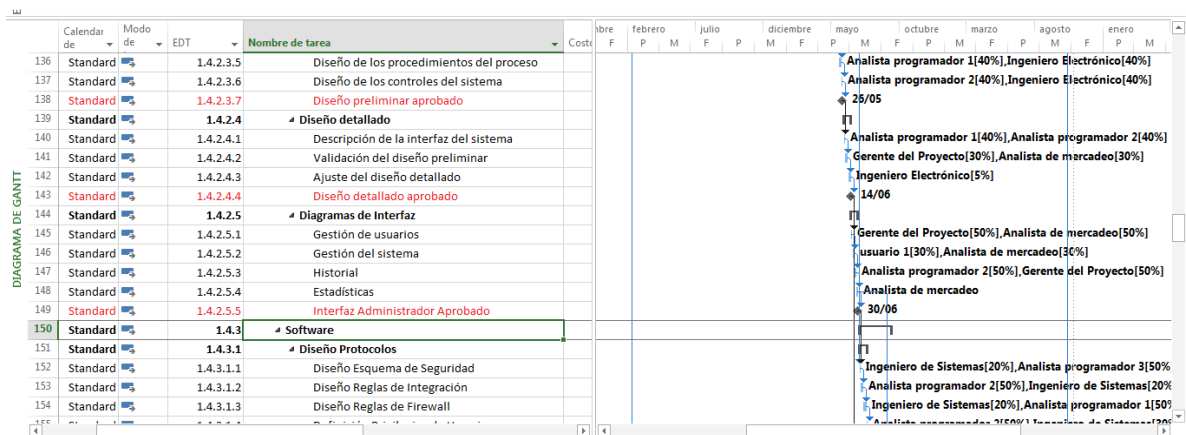 DIAGRAMA DE GANTT
Calendar de Modo de EDT Nombre de tarea Costo
bre febrero julio diciembre mayo octubre marzo agosto enero
F P M F P M F P M F P M F P M F P M
136 Standard 1.4.2.3.5 Diseño de los procedimientos del proceso Analista programador 1[40%],Ingeniero Electrónico[40%]
137 Standard 1.4.2.3.6 Diseño de los controles del sistema Analista programador 2[40%],Ingeniero Electrónico[40%]
138 Standard 1.4.2.3.7 Diseño preliminar aprobado 26/05
139 Standard 1.4.2.4 Diseño detallado
140 Standard 1.4.2.4.1 Descripción de la interfaz del sistema Analista programador 1[40%],Analista programador 2[40%]
141 Standard 1.4.2.4.2 Validación del diseño preliminar Gerente del Proyecto[30%],Analista de mercadeo[30%]
142 Standard 1.4.2.4.3 Ajuste del diseño detallado Ingeniero Electrónico[5%]
143 Standard 1.4.2.4.4 Diseño detallado aprobado 14/06
144 Standard 1.4.2.5 Diagramas de Interfaz
145 Standard 1.4.2.5.1 Gestión de usuarios Gerente del Proyecto[50%],Analista de mercadeo[50%]
146 Standard 1.4.2.5.2 Gestión del sistema usuario 1[30%],Analista de mercadeo[30%]
147 Standard 1.4.2.5.3 Historial Analista programador 2[50%],Gerente del Proyecto[50%]
148 Standard 1.4.2.5.4 Estadísticas Analista de mercadeo
149 Standard 1.4.2.5.5 Interfaz Administrador Aprobado 30/06
150 Standard 1.4.3 Software
151 Standard 1.4.3.1 Diseño Protocolos
152 Standard 1.4.3.1.1 Diseño Esquema de Seguridad Ingeniero de Sistemas[20%],Analista programador 3[50%
153 Standard 1.4.3.1.2 Diseño Reglas de Integración Analista programador 2[50%],Ingeniero de Sistemas[20%
154 Standard 1.4.3.1.3 Diseño Reglas de Firewall Ingeniero de Sistemas[20%],Analista programador 1[50%